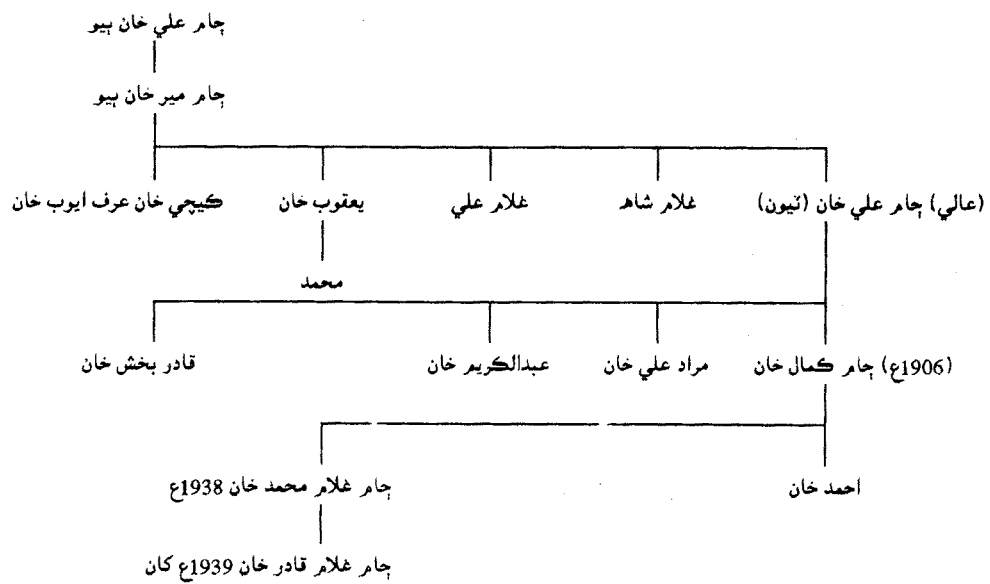 ڄام علي خان ٻيو
ڄام مير خان ٻيو
(عالي) ڄام علي خان (ٽيون)
غلام شاهه
غلام علي
يعقوب خان
ڪيچي خان عرف ايوب خان
محمد
(1906ع) ڄام ڪمال خان
مراد علي خان
عبدالڪريم خان
قادر بخش خان
احمد خان
ڄام غلام محمد خان 1938ع
ڄام غلام قادر خان 1939ع کان